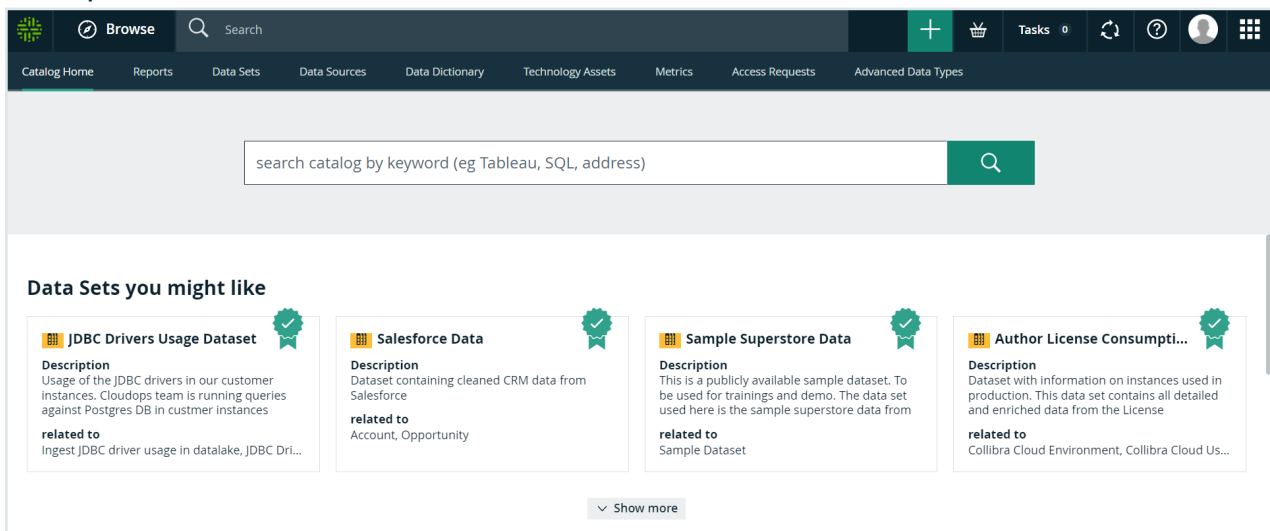 Browse Search Tasks 0
Catalog Home Reports Data Sets Data Sources Data Dictionary Technology Assets Metrics Access Requests Advanced Data Types
search catalog by keyword (eg Tableau, SQL, address)
Data Sets you might like
JDBC Drivers Usage Dataset
Description
Usage of the JDBC drivers in our customer
instances. Cloudops team is running queries
against Postgres DB in custmer instances
related to
Ingest JDBC driver usage in datalake, JDBC Dri...
Salesforce Data
Description
Dataset containing cleaned CRM data from
Salesforce
related to
Account, Opportunity
Sample Superstore Data
Description
This is a publicly available sample dataset. To
be used for trainings and demo. The data set
used here is the sample superstore data from
related to
Sample Dataset
Author License Consumpti...
Description
Dataset with information on instances used in
production. This data set contains all detailed
and enriched data from the License
related to
Collibra Cloud Environment, Collibra Cloud Us...
Show more